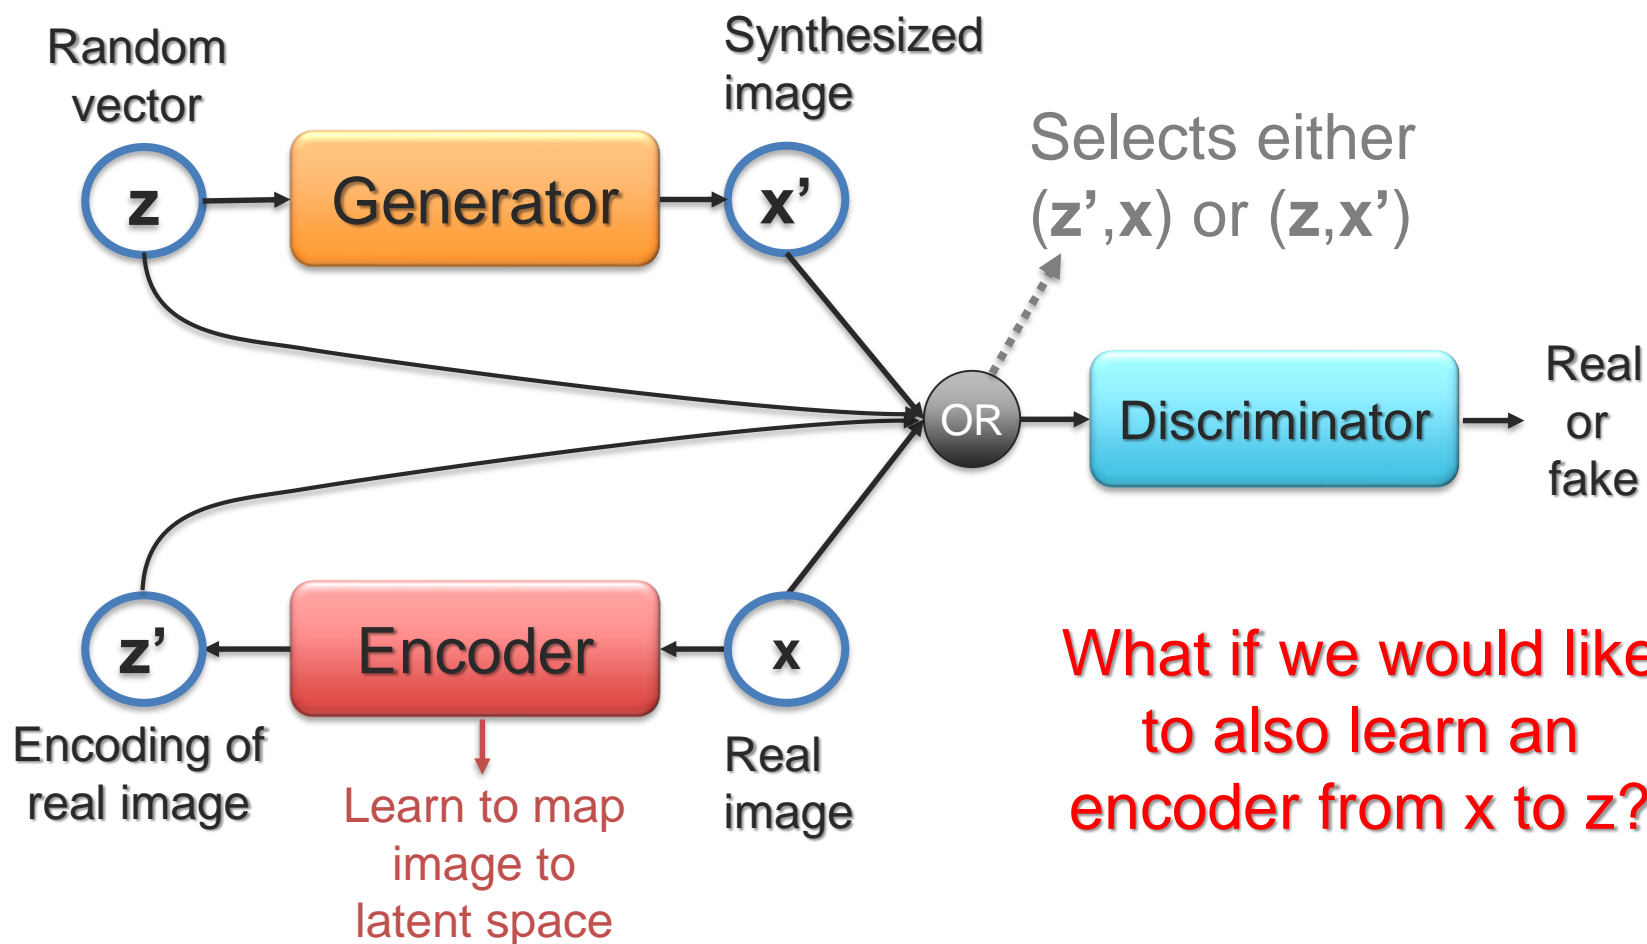 Random
vector
Synthesized
image
z
Generator
x’
Selects either
(z’,x) or (z,x’)
OR
Discriminator
Real
or
fake
z’
Encoder
x
Encoding of
real image
Learn to map
image to
latent space
Real
image
What if we would like
to also learn an
encoder from x to z?